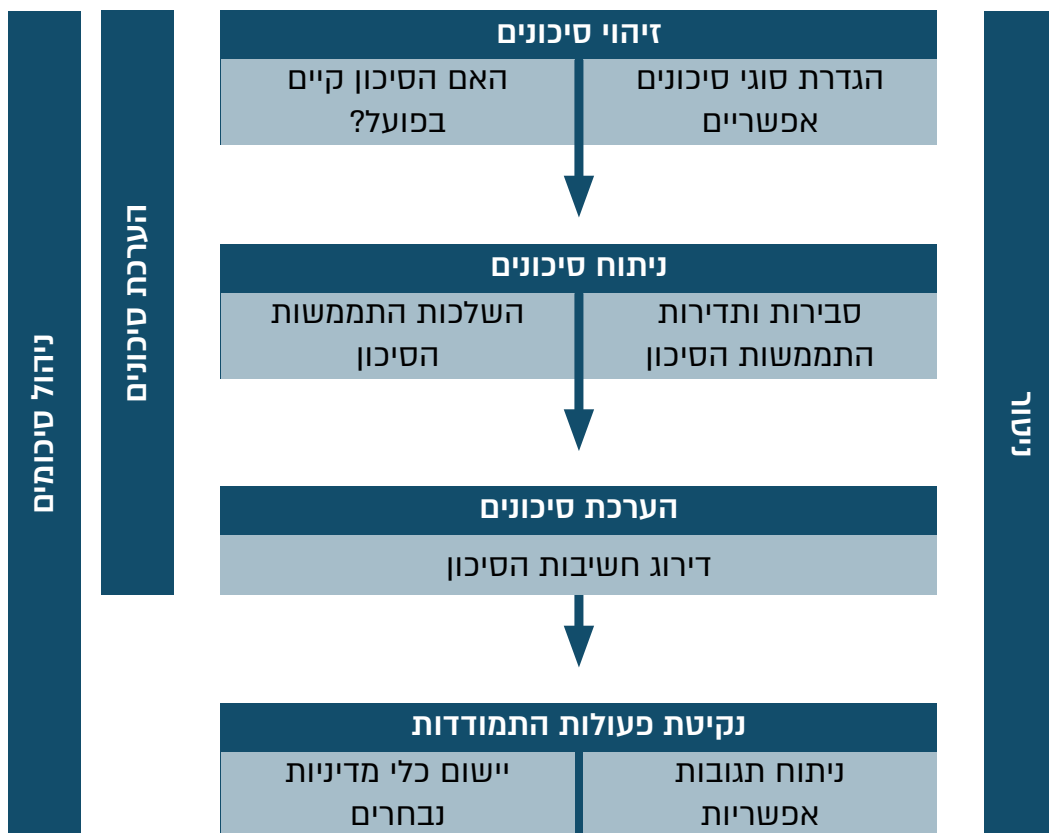 זיהוי סיכונים
הגדרת סוגי סיכונים
אפשריים
האם הסיכון קיים
בפועל?
ניתוח סיכונים
סבירות ותדירות
התממשות הסיכון
השלכות התממשות
הסיכון
הערכת סיכונים
דירוג חשיבות הסיכון
נקיטת פעולות התמודדות
ניתוח תגובות
אפשריות
יישום כלי מדיניות
נבחרים
ניטור
הערכת סיכונים
ניהול סיכומים